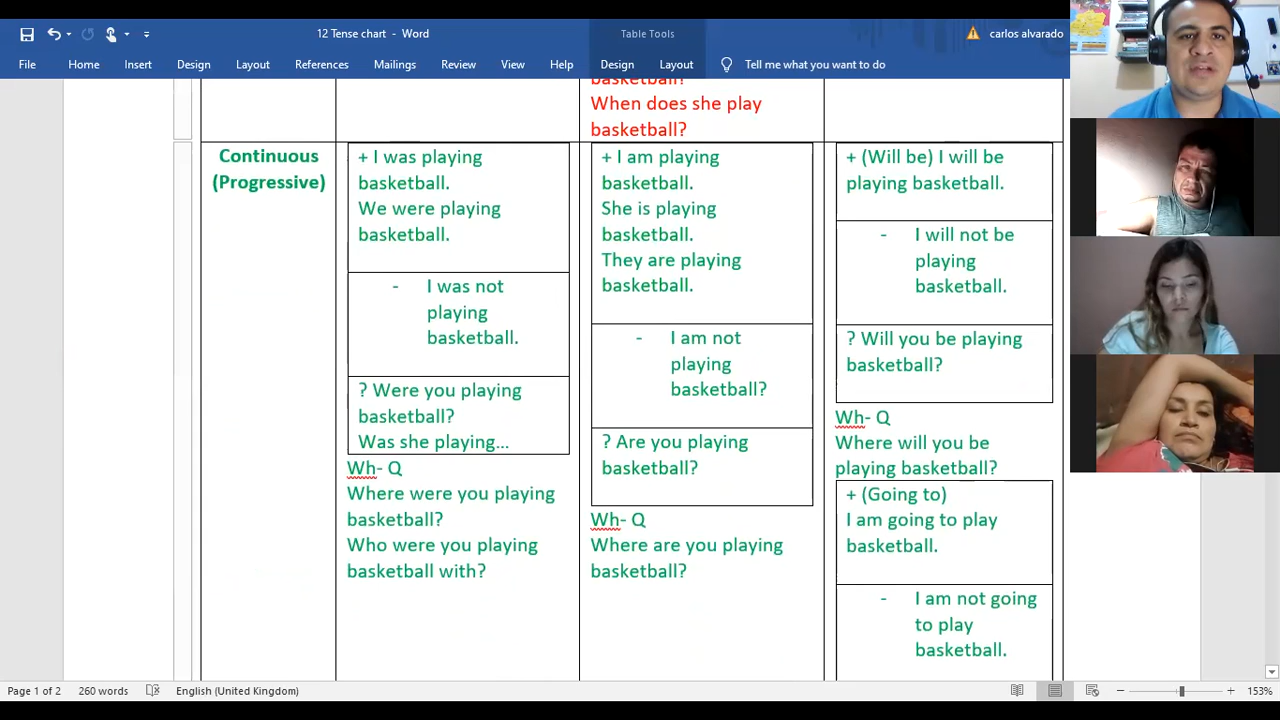 12 Tense chart - Word
Table Tools
carlos alvarado
File Home Insert Design Layout References Mailings Review View Help Design Layout Tell me what you want to do
basketball?
When does she play
basketball?
Continuous
(Progressive)
+ I was playing
basketball.
We were playing
basketball.
- I was not
playing
basketball.
? Were you playing
basketball?
Was she playing...
Wh- Q
Where were you playing
basketball?
Who were you playing
basketball with?
+ I am playing
basketball.
She is playing
basketball.
They are playing
basketball.
- I am not
playing
basketball?
? Are you playing
basketball?
Wh- Q
Where are you playing
basketball?
+ (Will be) I will be
playing basketball.
- I will not be
playing
basketball.
? Will you be playing
basketball?
Wh- Q
Where will you be
playing basketball?
+ (Going to)
I am going to play
basketball.
- I am not going
to play
basketball.
Page 1 of 2 260 words English (United Kingdom) 153%